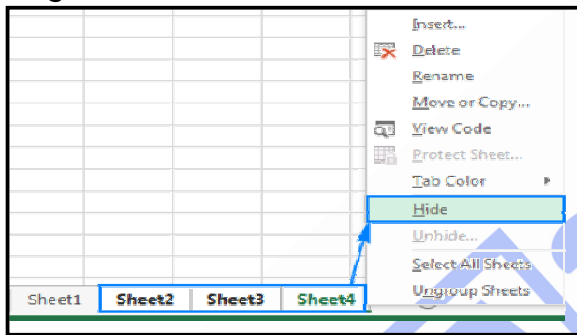 Insert...
Delete
Rename
Move or Copy...
View Code
Protect Sheet...
Tab Color
Hide
Unhide...
Select All Sheets
Ungroup Sheets
Sheet1 Sheet2 Sheet3 Sheet4